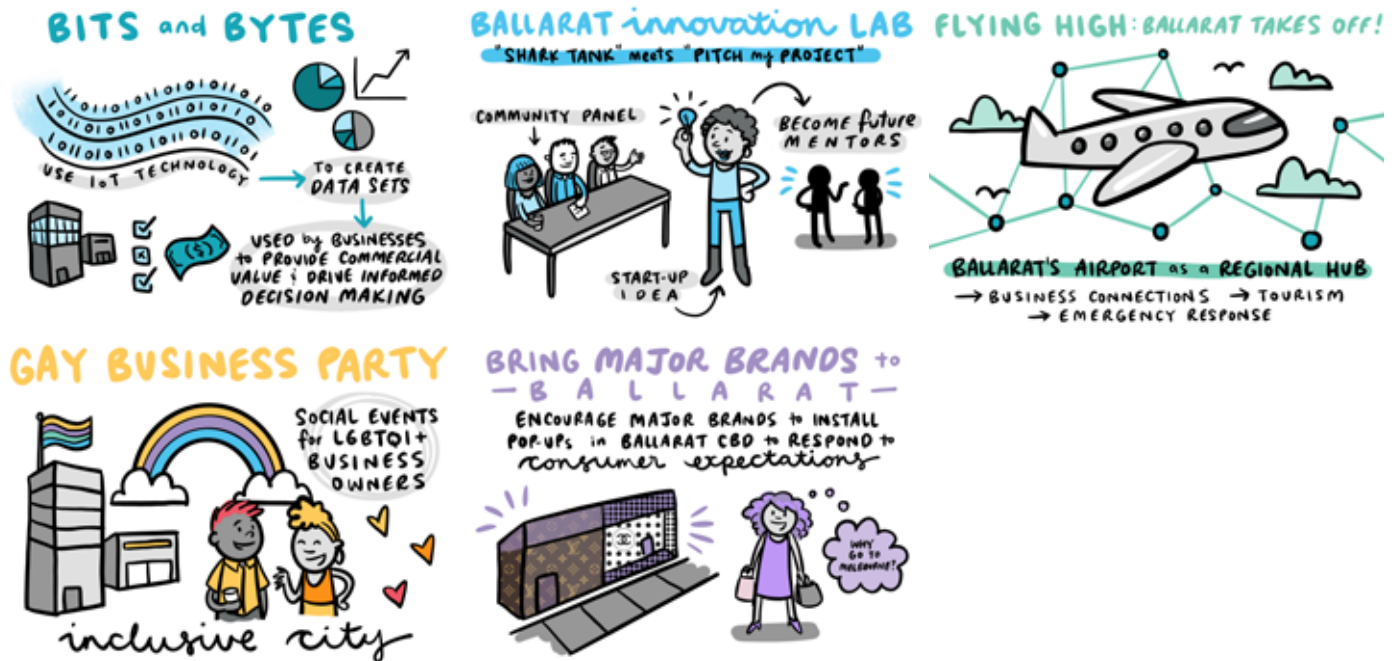 BITS and BYTES
USE IoT TECHNOLOGY
TO CREATE
DATA SETS
USED by BUSINESSES
to PROVIDE COMMERCIAL
VALUE & DRIVE INFORMED
DECISION MAKING
($)
BALLARAT innovation LAB
"SHARK TANK" meets "PITCH my PROJECT"
COMMUNITY PANEL
BECOME future
MENTORS
START-UP
IDEA
FLYING HIGH: BALLARAT TAKES OFF!
BALLARAT'S AIRPORT as a REGIONAL HUB
→ BUSINESS CONNECTIONS → TOURISM
→ EMERGENCY RESPONSE
GAY BUSINESS PARTY
SOCIAL EVENTS
for LGBTQI+
BUSINESS
OWNERS
inclusive city
BRING MAJOR BRANDS to
— BALLARAT —
ENCOURAGE MAJOR BRANDS to INSTALL
POP-UPs in BALLARAT CBD to RESPOND to
consumer expectations
WHY
GO TO
MELBOURNE?